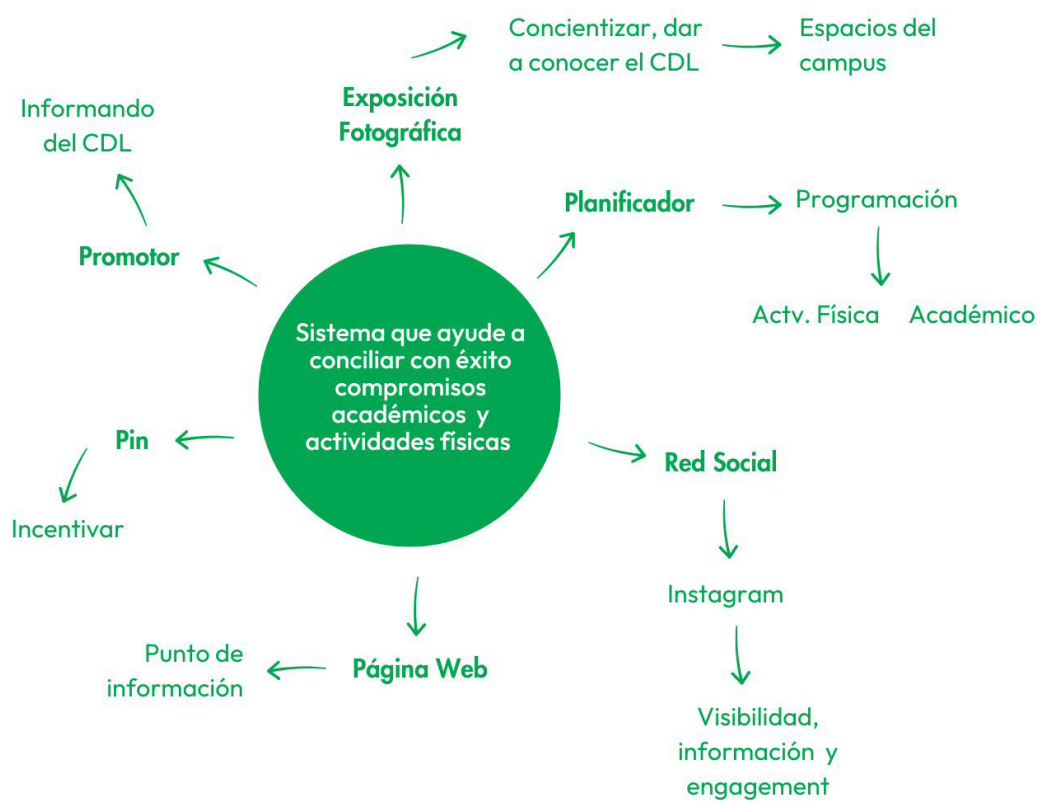 Concientizar, dar
a conocer el CDL
Espacios del
campus
Exposición
Fotográfica
Informando
del CDL
Promotor
Planificador
Programación
Actv. Física
Académico
Sistema que ayude a
conciliar con éxito
compromisos
académicos y
actividades físicas
Pin
Incentivar
Red Social
Instagram
Visibilidad,
información y
engagement
Página Web
Punto de
información